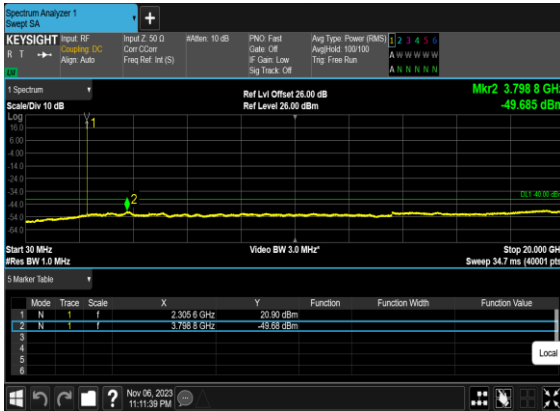 Spectrum Analyzer 1
Swept SA
+
KEYSIGHT Input: RF Input Z: 50 Ω #Atten: 10 dB PNO: Fast Avg Type: Power (RMS) 1 2 3 4 5 6
R T Coupling: DC Corr CCorr Gate: Off Avg|Hold: 100/100 A W W W W W
Align: Auto Freq Ref: Int (S) IF Gain: Low Trig: Free Run
Sig Track: Off A N N N N N
1 Spectrum Ref Lvl Offset 26.00 dB Mkr2 3.798 8 GHz
Scale/Div 10 dB Ref Level 26.00 dBm -49.685 dBm
Log
16.0
6.00
-4.00
-14.0
-24.0
-34.0
-44.0
-54.0
-64.0
1
2
DL1 -40.00 dBm
Start 30 MHz Video BW 3.0 MHz* Stop 20.000 GHz
#Res BW 1.0 MHz Sweep 34.7 ms (40001 pts)
5 Marker Table
Mode Trace Scale X Y Function Function Width Function Value
1 N 1 f 2.305 6 GHz 20.90 dBm
2 N 1 f 3.798 8 GHz -49.68 dBm
3
4
5
6
Local
? Nov 06, 2023
11:11:39 PM